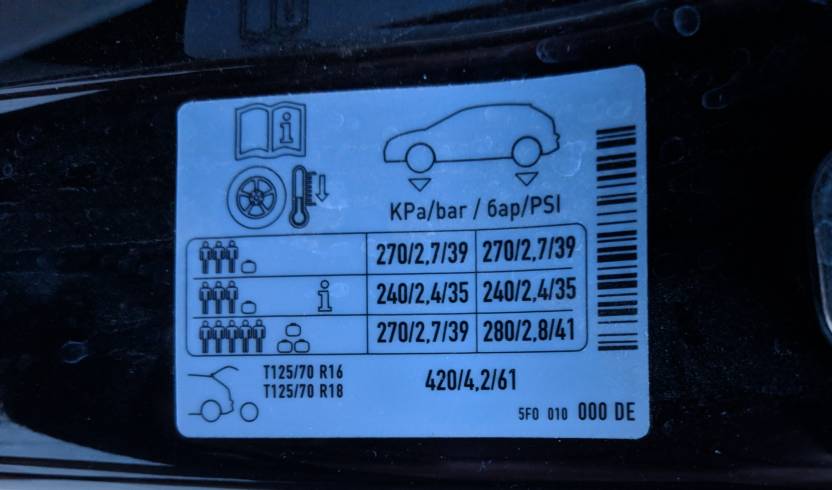 i
KPa/bar / бар/PSI
270/2,7/39 270/2,7/39
i 240/2,4/35 240/2,4/35
270/2,7/39 280/2,8/41
T125/70 R16
T125/70 R18
420/4,2/61
5F0 010 000 DE